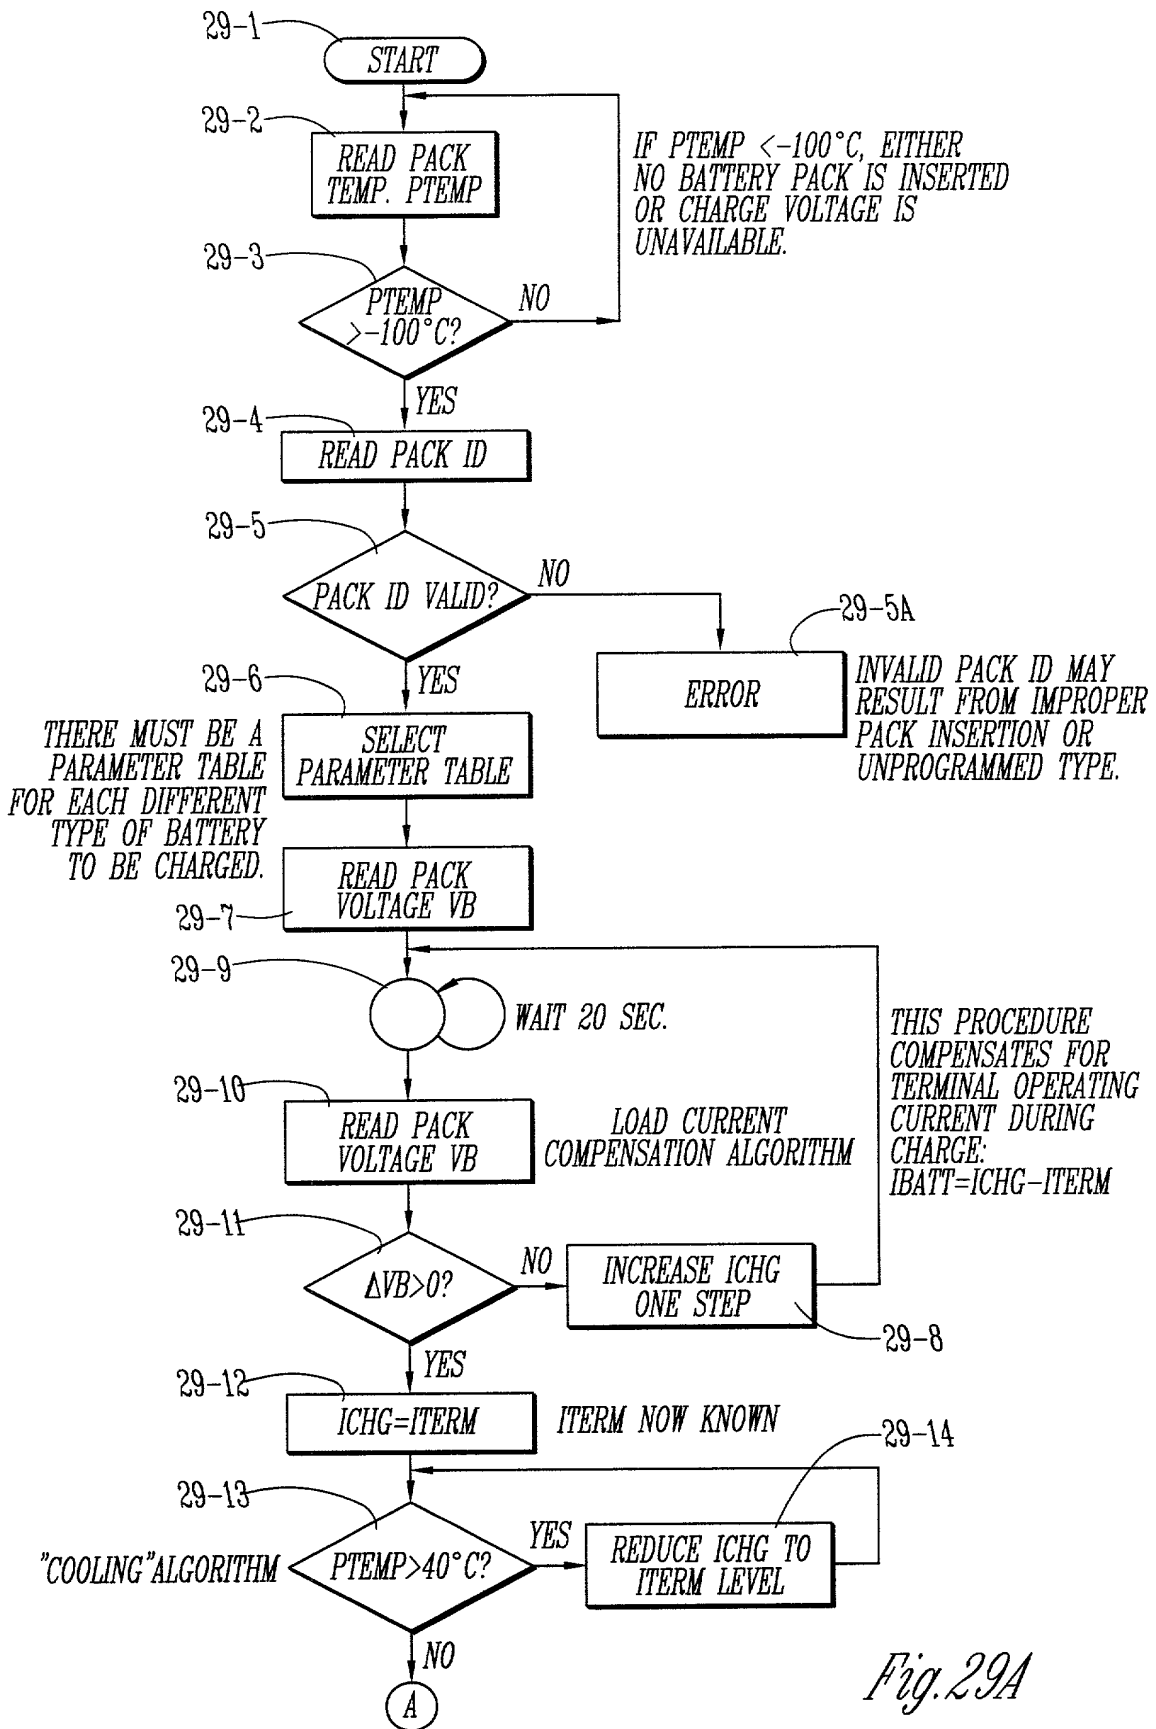 29-1
START
29-2
READ PACK
TEMP. PTEMP
IF PTEMP <-100°C, EITHER
NO BATTERY PACK IS INSERTED
OR CHARGE VOLTAGE IS
UNAVAILABLE.
29-3
PTEMP
>-100°C?
NO
YES
29-4
READ PACK ID
29-5
PACK ID VALID?
NO
29-5A
ERROR
INVALID PACK ID MAY
RESULT FROM IMPROPER
PACK INSERTION OR
UNPROGRAMMED TYPE.
YES
29-6
SELECT
PARAMETER TABLE
THERE MUST BE A
PARAMETER TABLE
FOR EACH DIFFERENT
TYPE OF BATTERY
TO BE CHARGED.
READ PACK
VOLTAGE VB
29-7
29-9
WAIT 20 SEC.
THIS PROCEDURE
COMPENSATES FOR
TERMINAL OPERATING
CURRENT DURING
CHARGE:
IBATT=ICHG-ITERM
29-10
READ PACK
VOLTAGE VB
LOAD CURRENT
COMPENSATION ALGORITHM
29-11
ΔVB>0?
NO
INCREASE ICHG
ONE STEP
29-8
YES
29-12
ICHG=ITERM
ITERM NOW KNOWN
29-14
29-13
"COOLING"ALGORITHM
PTEMP>40°C?
YES
REDUCE ICHG TO
ITERM LEVEL
NO
A
Fig.29A